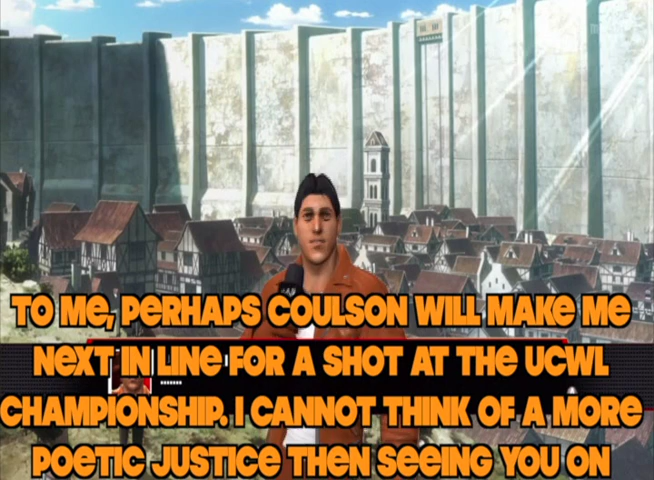 TO ME, PERHAPS COULSON WILL MAKE ME
NEXT IN LINE FOR A SHOT AT THE UCWL
CHAMPIONSHIP. I CANNOT THINK OF A MORE
POETIC JUSTICE THEN SEEING YOU ON